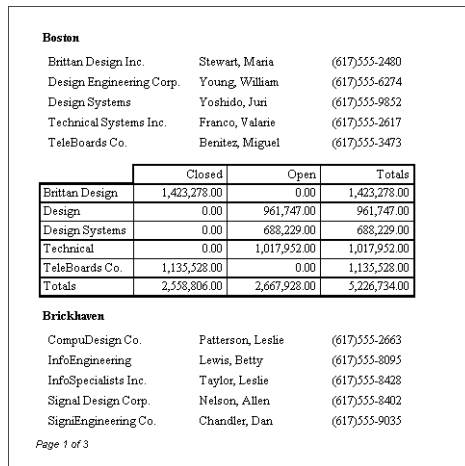 Boston
Brittan Design Inc. Stewart, Maria (617)555-2480
Design Engineering Corp. Young, William (617)555-6274
Design Systems Yoshido, Juri (617)555-9852
Technical Systems Inc. Franco, Valarie (617)555-2617
TeleBoards Co. Benitez, Miguel (617)555-3473
Closed Open Totals
Brittan Design 1,423,278.00 0.00 1,423,278.00
Design 0.00 961,747.00 961,747.00
Design Systems 0.00 688,229.00 688,229.00
Technical 0.00 1,017,952.00 1,017,952.00
TeleBoards Co. 1,135,528.00 0.00 1,135,528.00
Totals 2,558,806.00 2,667,928.00 5,226,734.00
Brickhaven
CompuDesign Co. Patterson, Leslie (617)555-2663
InfoEngineering Lewis, Betty (617)555-8095
InfoSpecialists Inc. Taylor, Leslie (617)555-8428
Signal Design Corp. Nelson, Allen (617)555-8402
SigniEngineering Co. Chandler, Dan (617)555-9035
Page 1 of 3